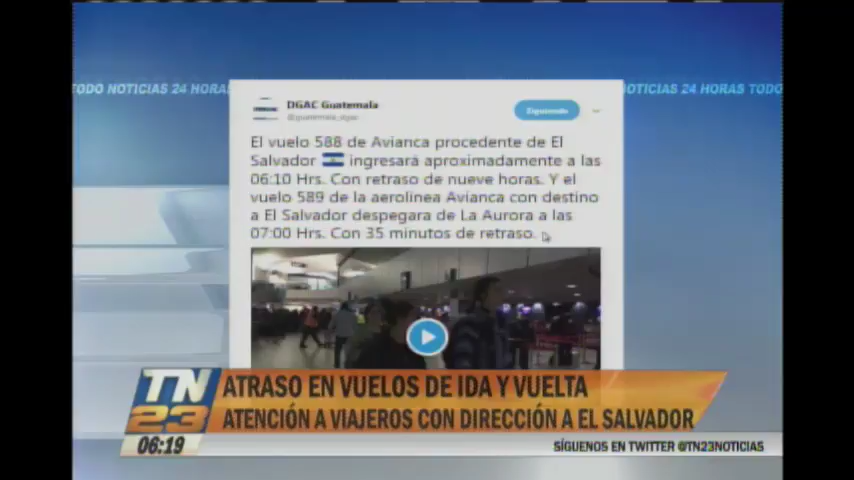 TODO NOTICIAS 24 HORAS
OTICIAS 24 HORAS TODO
DGAC Guatemala
@guatemala_dgac
Siguiendo
El vuelo 588 de Avianca procedente de El
Salvador ingresará aproximadamente a las
06:10 Hrs. Con retraso de nueve horas. Y el
vuelo 589 de la aerolínea Avianca con destino
a El Salvador despegara de La Aurora a las
07:00 Hrs. Con 35 minutos de retraso.
TN
23
06:19
ATRASO EN VUELOS DE IDA Y VUELTA
ATENCIÓN A VIAJEROS CON DIRECCIÓN A EL SALVADOR
SÍGUENOS EN TWITTER @TN23NOTICIAS